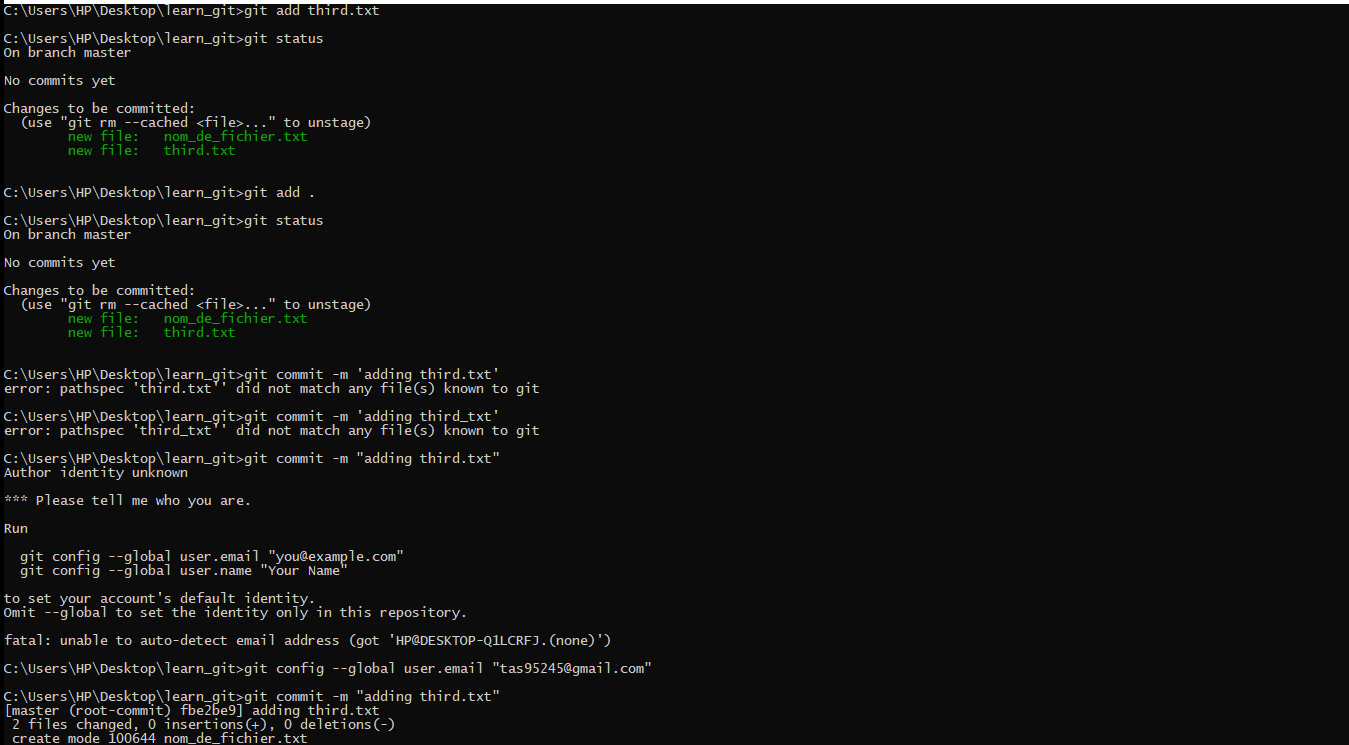 C:\Users\HP\Desktop\learn_git>git add third.txt
C:\Users\HP\Desktop\learn_git>git status
On branch master
No commits yet
Changes to be committed:
  (use "git rm --cached <file>..." to unstage)
        new file:   nom_de_fichier.txt
        new file:   third.txt
C:\Users\HP\Desktop\learn_git>git add .
C:\Users\HP\Desktop\learn_git>git status
On branch master
No commits yet
Changes to be committed:
  (use "git rm --cached <file>..." to unstage)
        new file:   nom_de_fichier.txt
        new file:   third.txt
C:\Users\HP\Desktop\learn_git>git commit -m 'adding third.txt'
error: pathspec 'third.txt'' did not match any file(s) known to git
C:\Users\HP\Desktop\learn_git>git commit -m 'adding third_txt'
error: pathspec 'third_txt'' did not match any file(s) known to git
C:\Users\HP\Desktop\learn_git>git commit -m "adding third.txt"
Author identity unknown
*** Please tell me who you are.
Run
  git config --global user.email "you@example.com"
  git config --global user.name "Your Name"
to set your account's default identity.
Omit --global to set the identity only in this repository.
fatal: unable to auto-detect email address (got 'HP@DESKTOP-Q1LCRFJ.(none)')
C:\Users\HP\Desktop\learn_git>git config --global user.email "tas95245@gmail.com"
C:\Users\HP\Desktop\learn_git>git commit -m "adding third.txt"
[master (root-commit) fbe2be9] adding third.txt
 2 files changed, 0 insertions(+), 0 deletions(-)
 create mode 100644 nom_de_fichier.txt